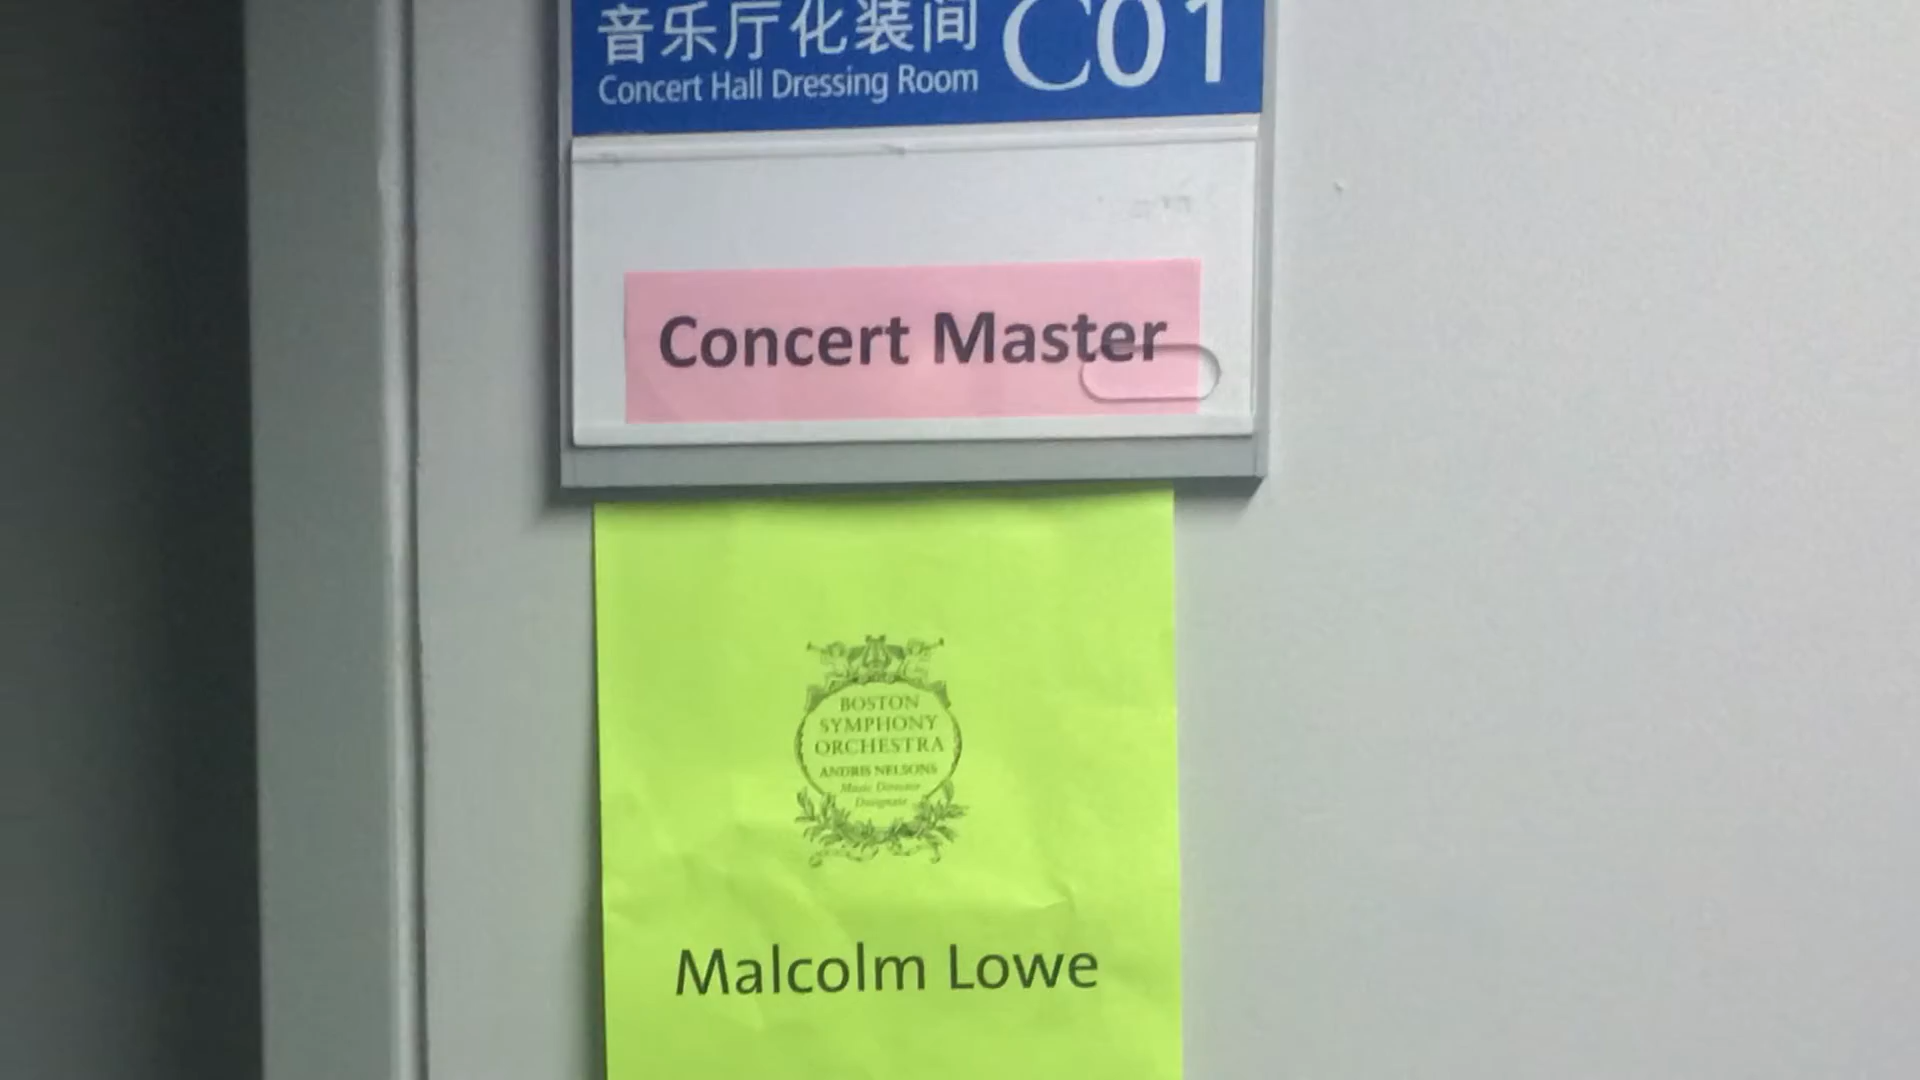 音乐厅化装间 C01
Concert Hall Dressing Room
Concert Master
BOSTON
SYMPHONY
ORCHESTRA
ANDRIS NELSONS
Music Director
Designate
Malcolm Lowe